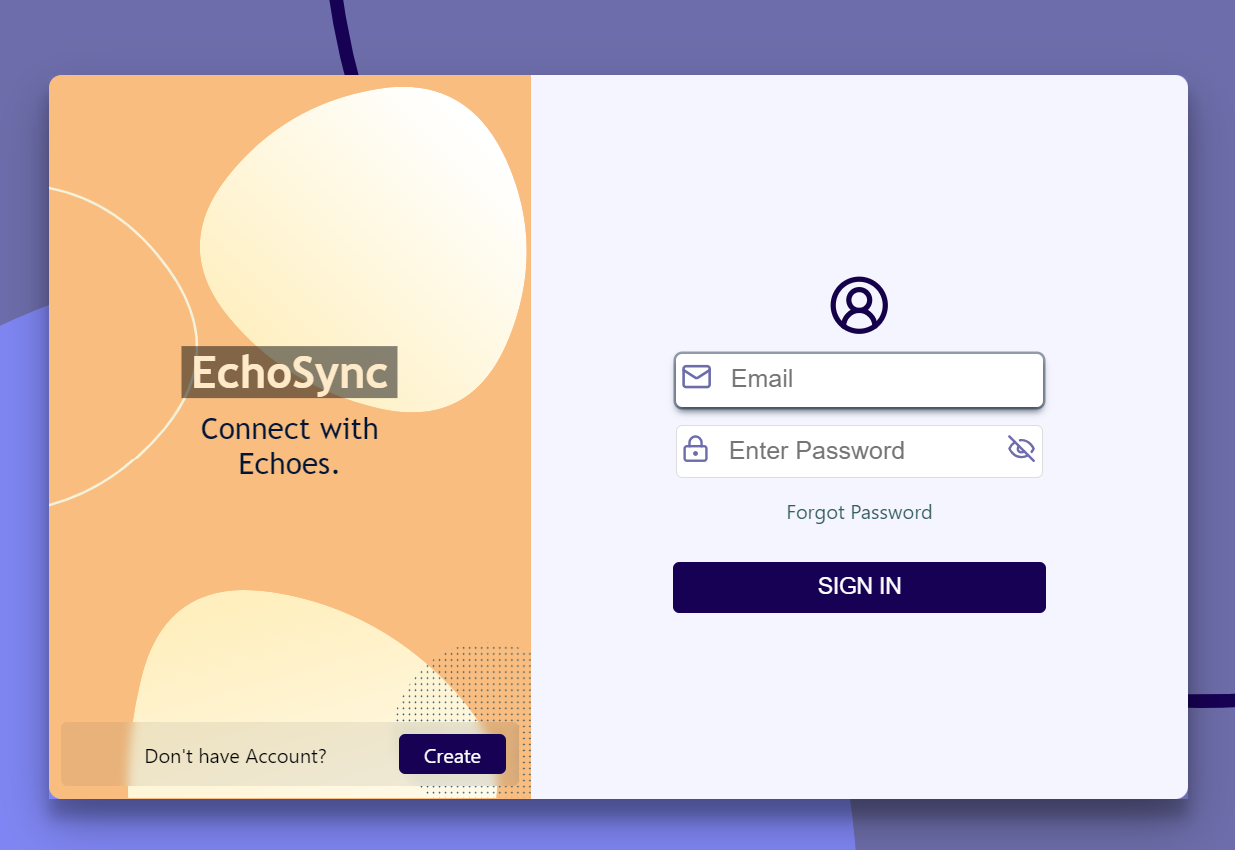 EchoSync
Connect with
Echoes.
Don't have Account?
Create
Email
Enter Password
Forgot Password
SIGN IN